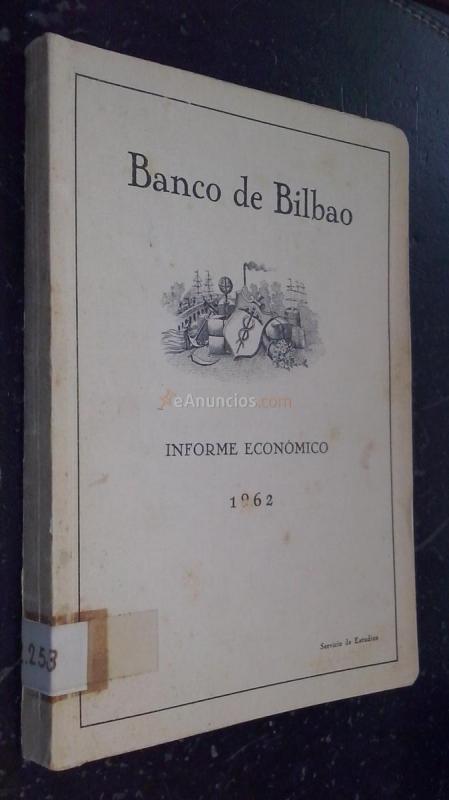 Banco de Bilbao
eAnuncios.com
INFORME ECONÓMICO
1962
Servicio de Estudios
.253